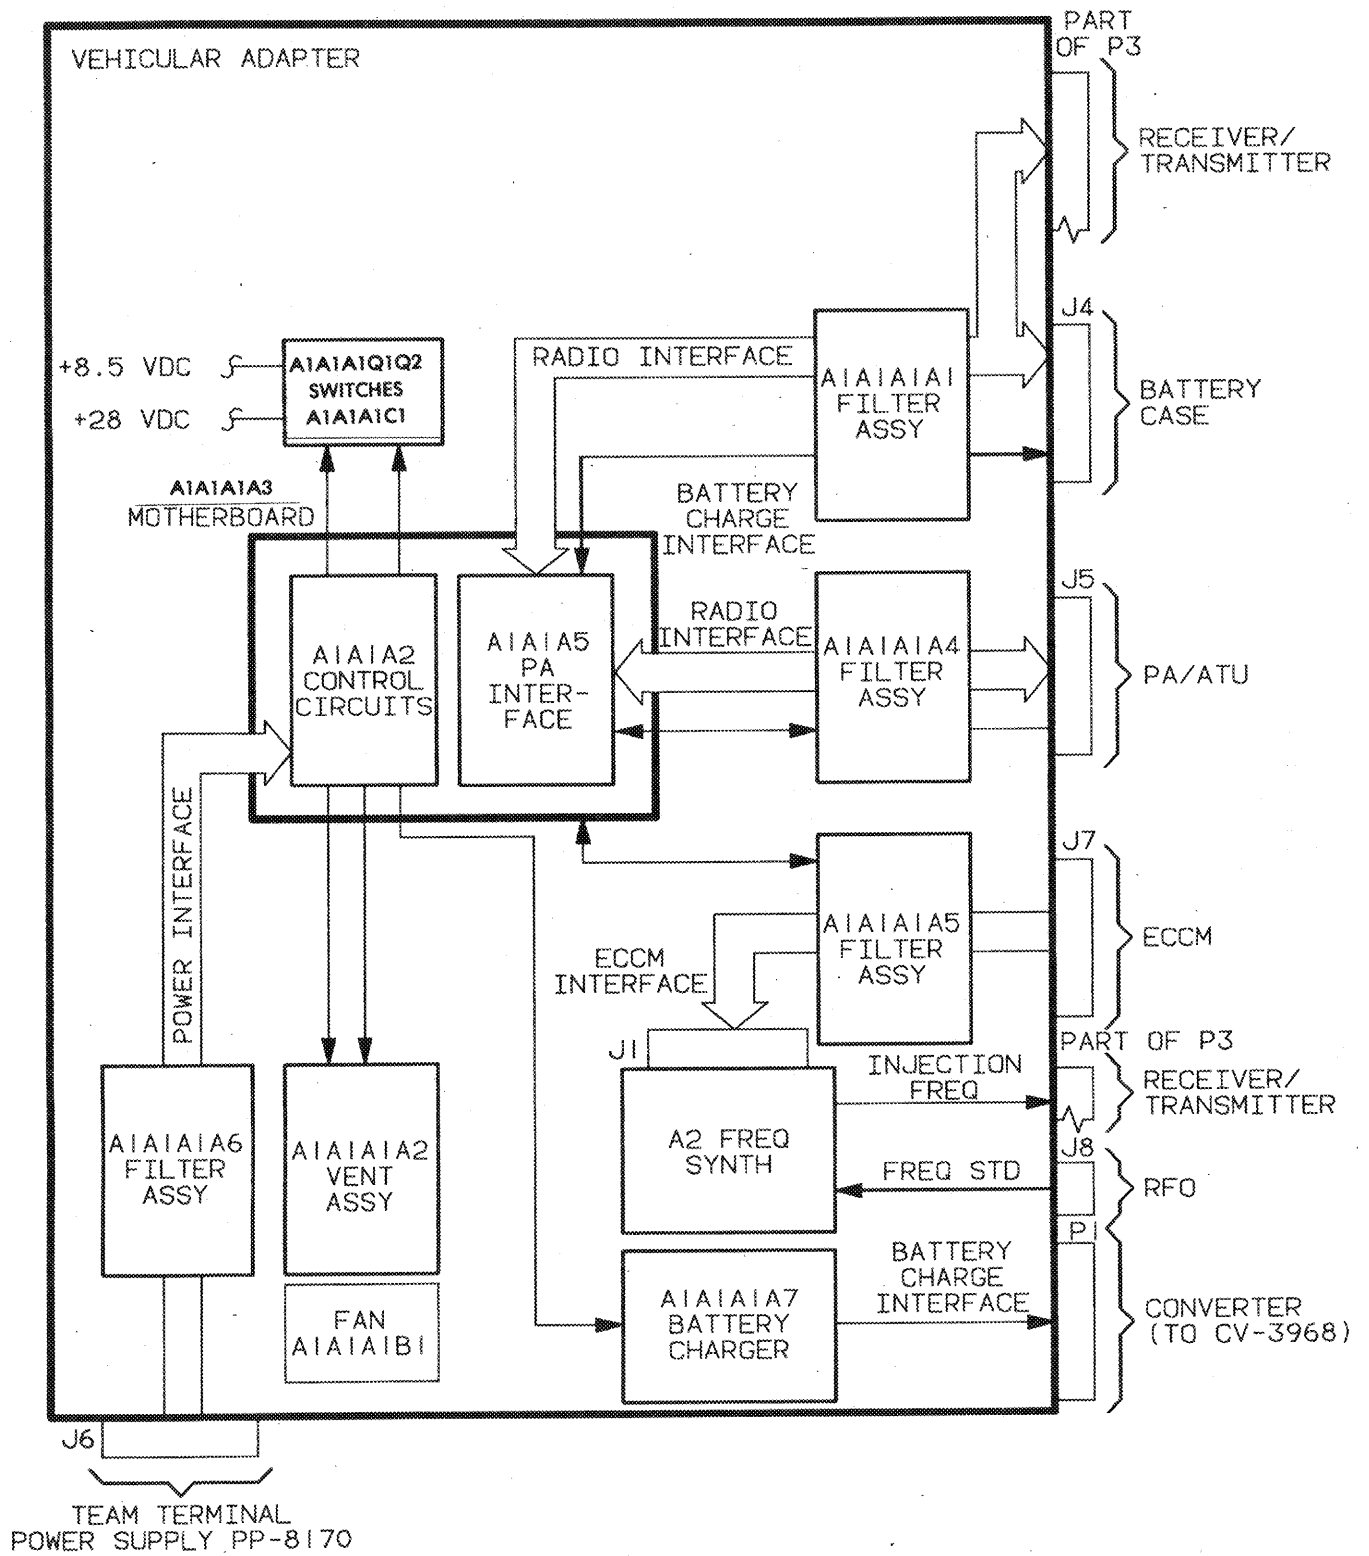 PART
OF P3
VEHICULAR ADAPTER
RECEIVER/
TRANSMITTER
J4
+8.5 VDC
A1A1A1Q1Q2
SWITCHES
A1A1A1C1
+28 VDC
RADIO INTERFACE
A1A1A1A1
FILTER
ASSY
BATTERY
CASE
A1A1A1A3
MOTHERBOARD
BATTERY
CHARGE
INTERFACE
J5
A1A1A2
CONTROL
CIRCUITS
A1A1A5
PA
INTER-
FACE
RADIO
INTERFACE
A1A1A1A4
FILTER
ASSY
PA/ATU
POWER INTERFACE
J7
A1A1A1A5
FILTER
ASSY
ECCM
ECCM
INTERFACE
J1
PART OF P3
INJECTION
FREQ
RECEIVER/
TRANSMITTER
A1A1A1A6
FILTER
ASSY
A1A1A1A2
VENT
ASSY
A2 FREQ
SYNTH
J8
FREQ STD
RFO
P1
FAN
A1A1A1B1
A1A1A1A7
BATTERY
CHARGER
BATTERY
CHARGE
INTERFACE
CONVERTER
(TO CV-3968)
J6
TEAM TERMINAL
POWER SUPPLY PP-8170